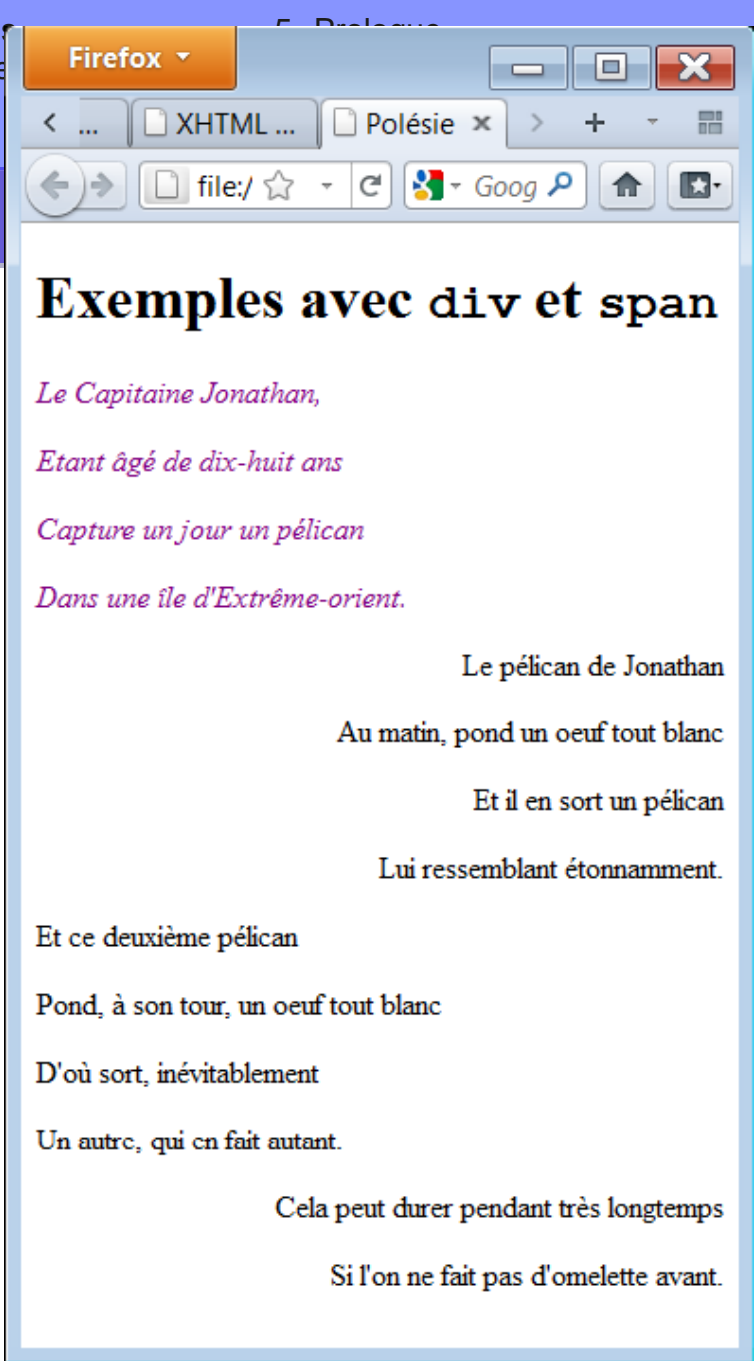 5. Prologue
Firefox
...
XHTML ...
Polésie
file:/
Goog
Exemples avec div et span
Le Capitaine Jonathan,
Etant âgé de dix-huit ans
Capture un jour un pélican
Dans une île d'Extrême-orient.
Le pélican de Jonathan
Au matin, pond un oeuf tout blanc
Et il en sort un pélican
Lui ressemblant étonnamment.
Et ce deuxième pélican
Pond, à son tour, un oeuf tout blanc
D'où sort, inévitablement
Un autre, qui en fait autant.
Cela peut durer pendant très longtemps
Si l'on ne fait pas d'omelette avant.